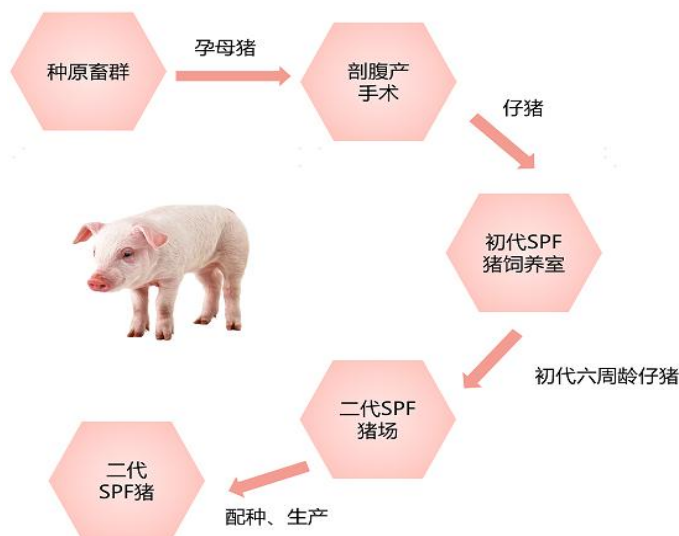 种原畜群
孕母猪
剖腹产
手术
仔猪
初代SPF
猪饲养室
初代六周龄仔猪
二代SPF
猪场
配种、生产
二代
SPF猪